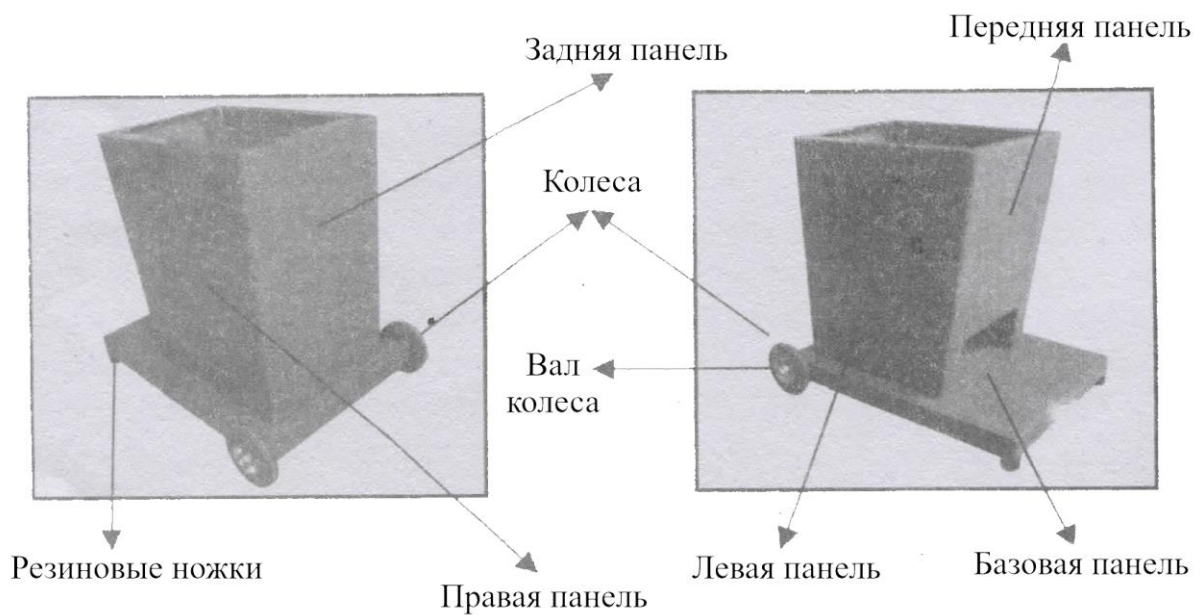 Передняя панель
Задняя панель
Колеса
Вал
колеса
Резиновые ножки
Левая панель
Базовая панель
Правая панель